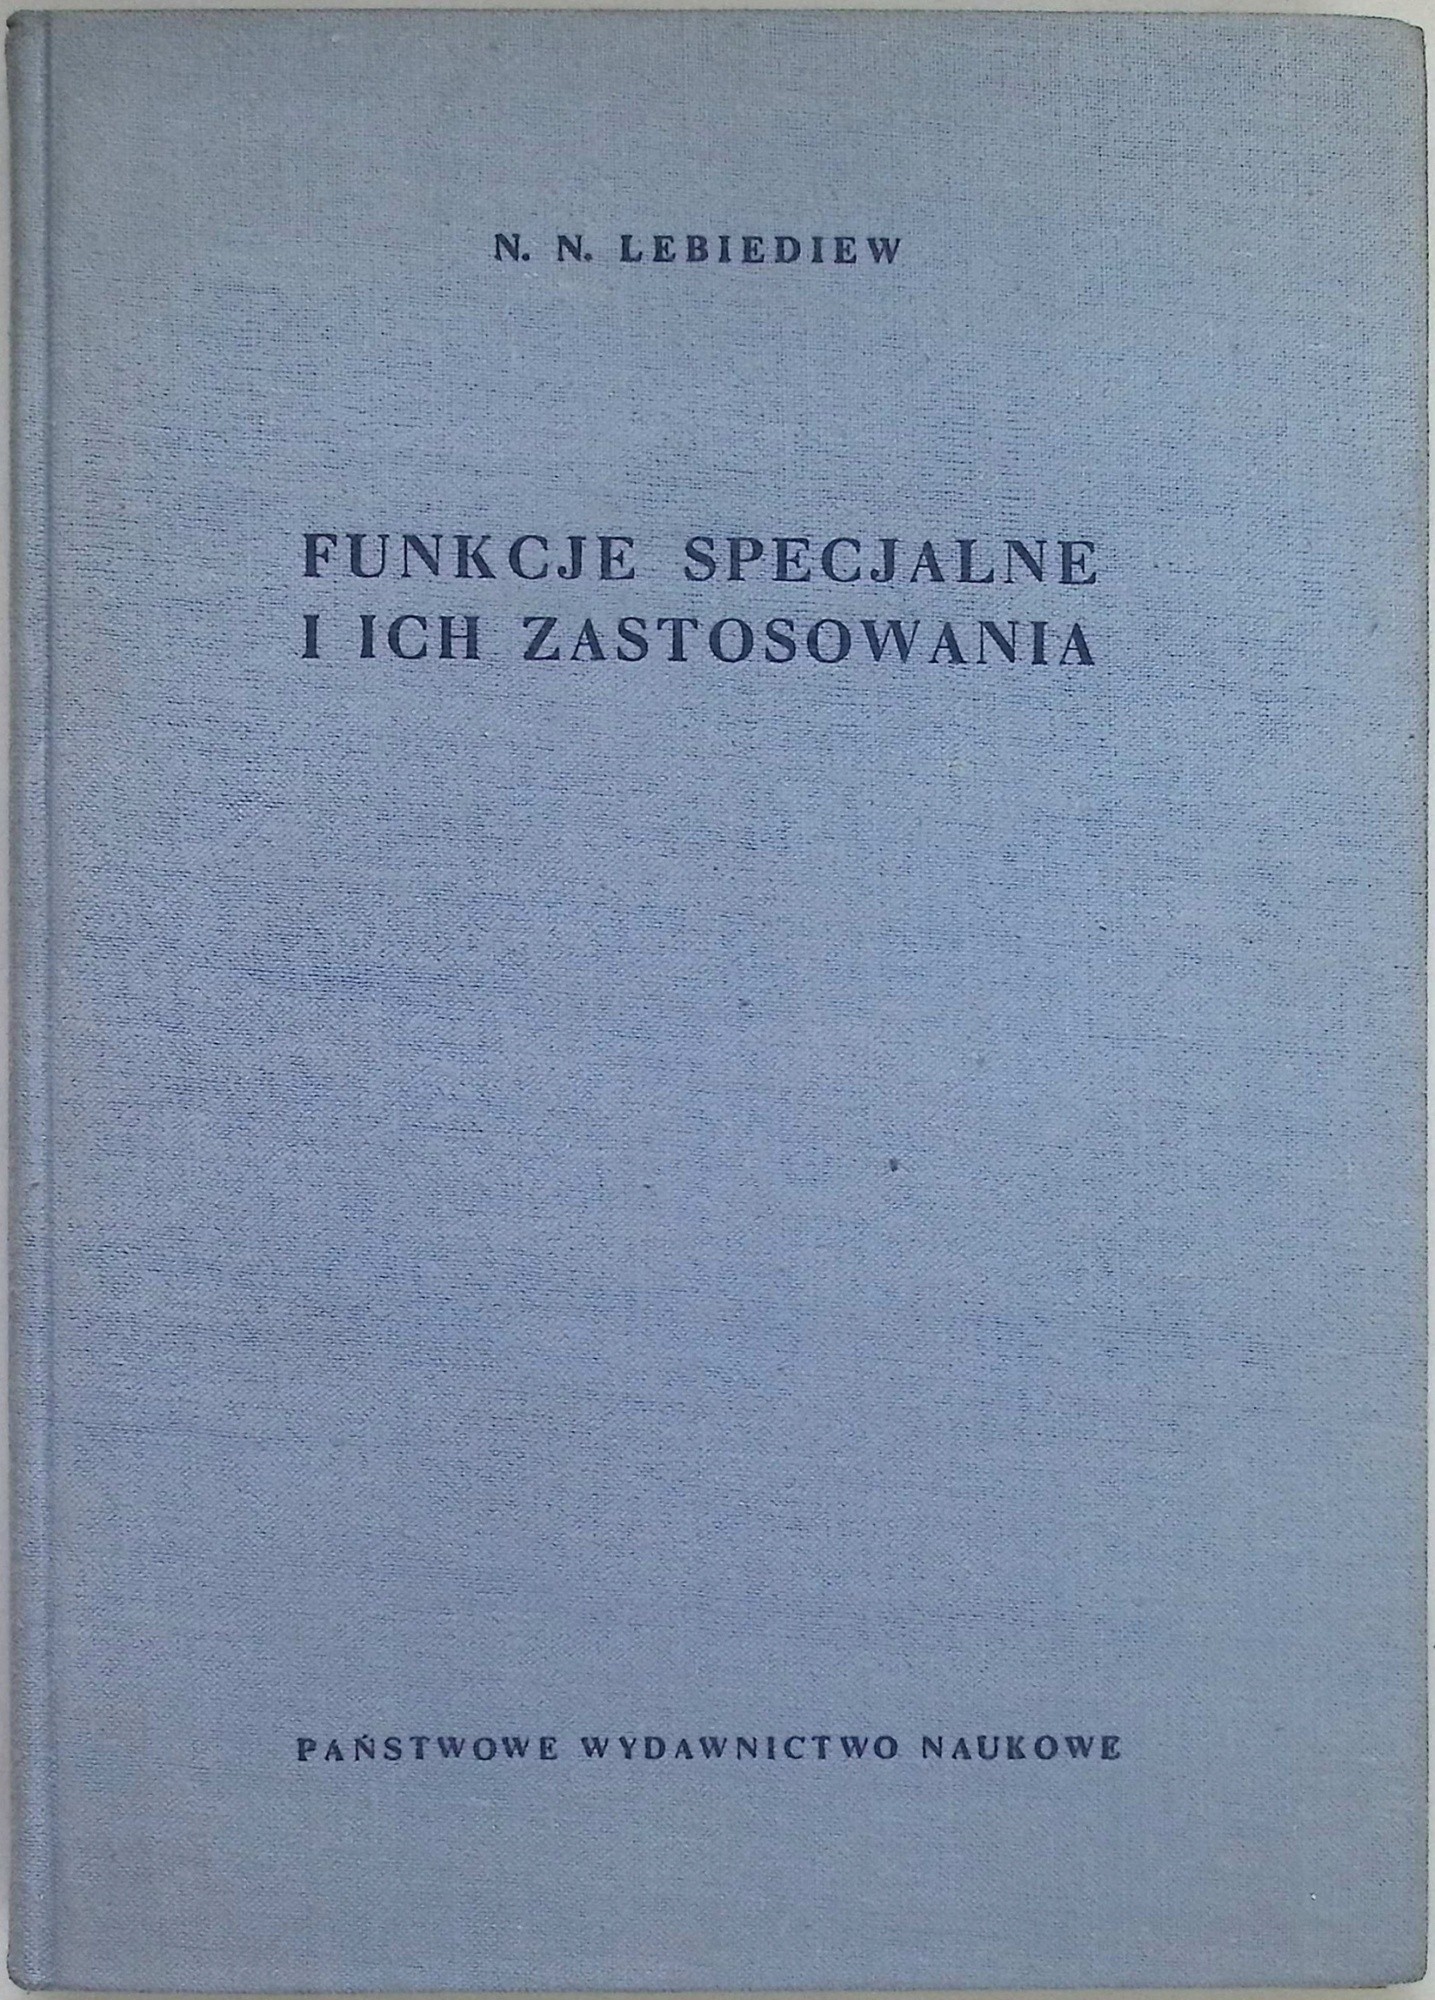 N. N. LEBIEDIEW
FUNKCJE SPECJALNE
I ICH ZASTOSOWANIA
PAŃSTWOWE WYDAWNICTWO NAUKOWE